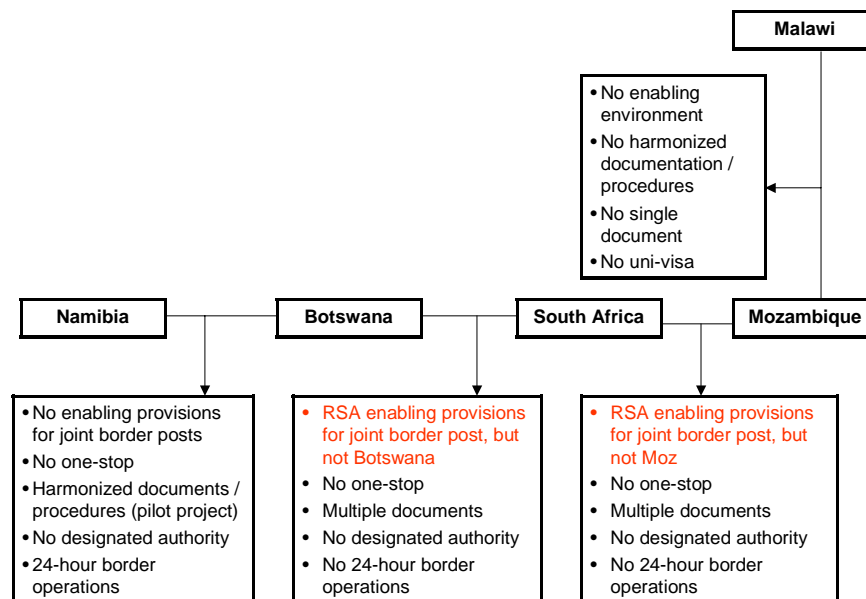 Malawi
• No enabling
environment
• No harmonized
documentation /
procedures
• No single
document
• No uni-visa
Namibia
Botswana
South Africa
Mozambique
• No enabling provisions
for joint border posts
• No one-stop
• Harmonized documents /
procedures (pilot project)
• No designated authority
• 24-hour border
operations
• RSA enabling provisions
for joint border post, but
not Botswana
• No one-stop
• Multiple documents
• No designated authority
• No 24-hour border
operations
• RSA enabling provisions
for joint border post, but
not Moz
• No one-stop
• Multiple documents
• No designated authority
• No 24-hour border
operations